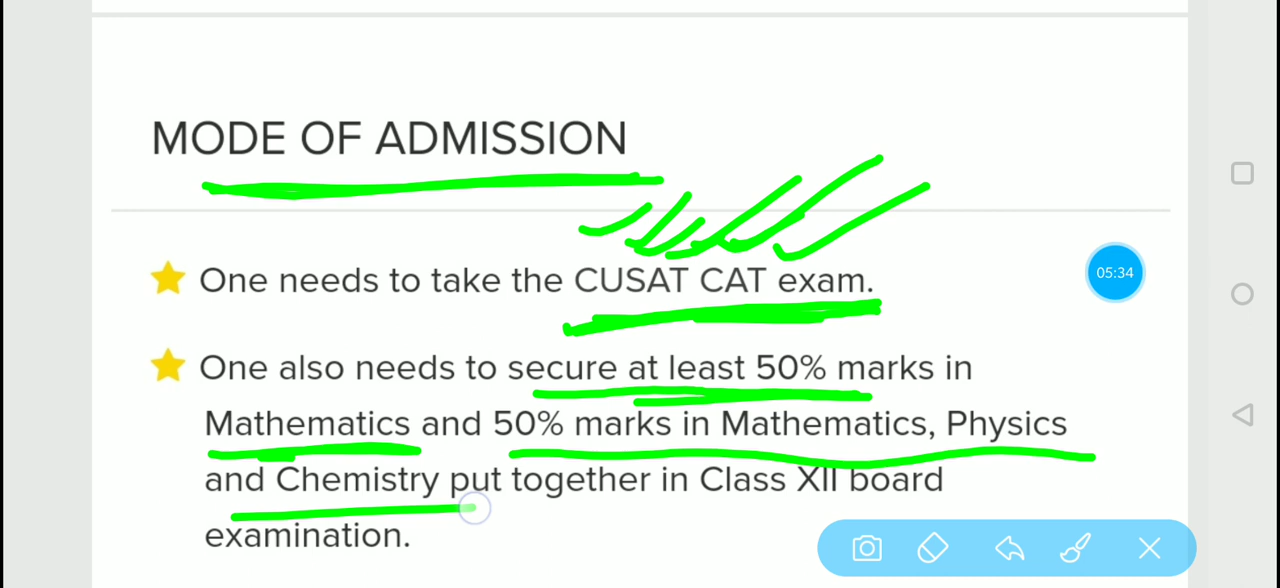 MODE OF ADMISSION
One needs to take the CUSAT CAT exam.
05:34
One also needs to secure at least 50% marks in
Mathematics and 50% marks in Mathematics, Physics
and Chemistry put together in Class XII board
examination.